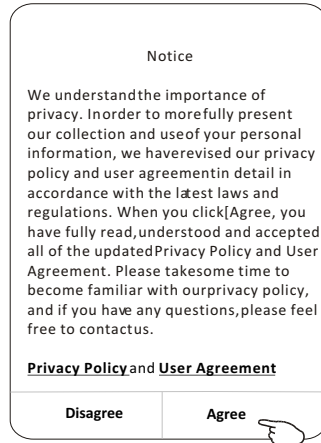 Notice
We understandthe importance of
privacy. Inorder to morefully present
our collection and useof your personal
information, we haverevised our privacy
policy and user agreementin detail in
accordance with the latest laws and
regulations. When you click[Agree, you
have fully read,understood and accepted
all of the updatedPrivacy Policy and User
Agreement. Please takesome time to
become familiar with ourprivacy policy,
and if you have any questions,please feel
free to contactus.
Privacy Policy and User Agreement
Disagree Agree